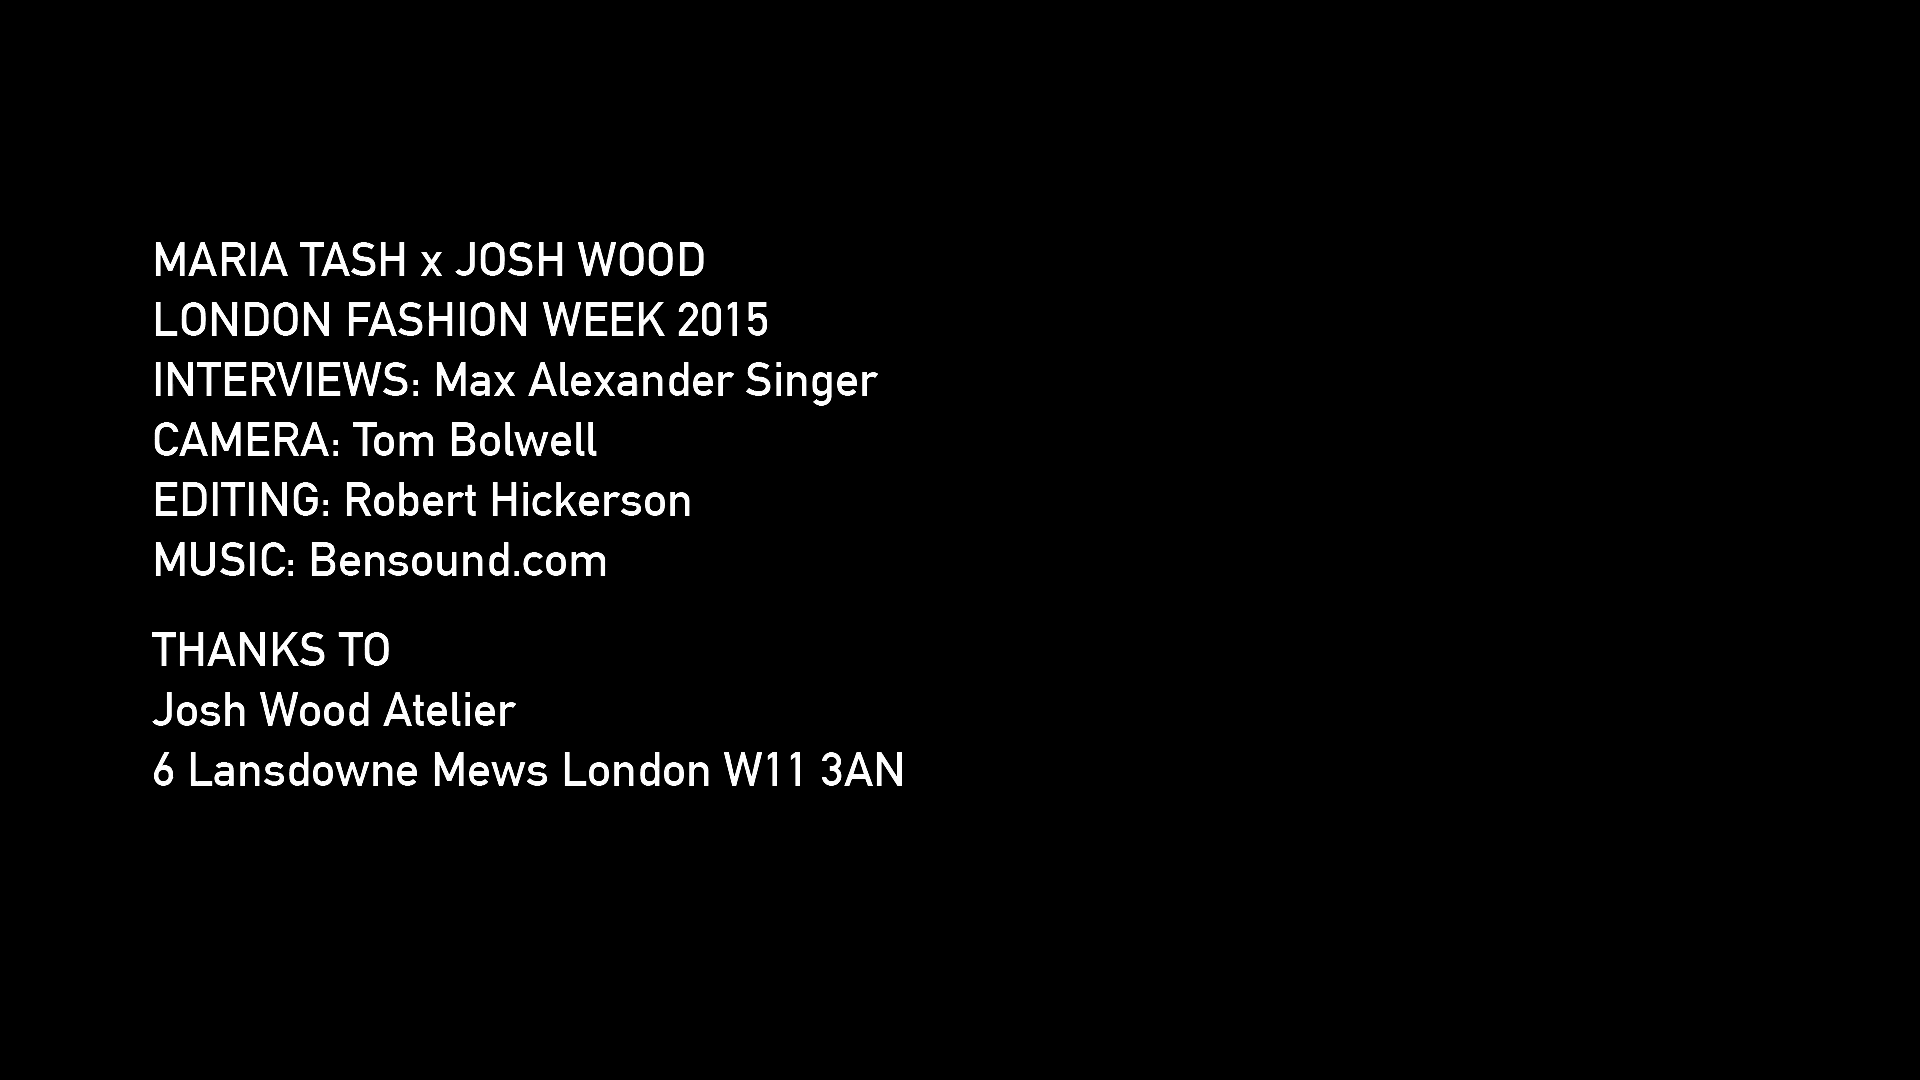 MARIA TASH x JOSH WOOD
LONDON FASHION WEEK 2015
INTERVIEWS: Max Alexander Singer
CAMERA: Tom Bolwell
EDITING: Robert Hickerson
MUSIC: Bensound.com
THANKS TO
Josh Wood Atelier
6 Lansdowne Mews London W11 3AN